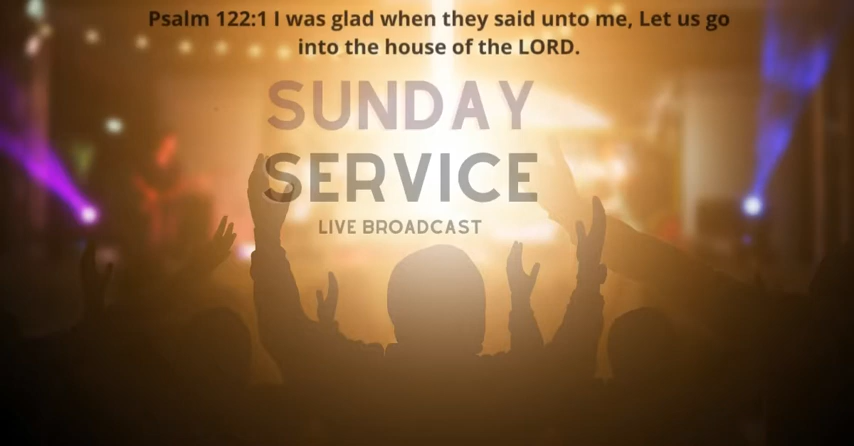 Psalm 122:1 I was glad when they said unto me, Let us go
into the house of the LORD.
SUNDAY
SERVICE
LIVE BROADCAST